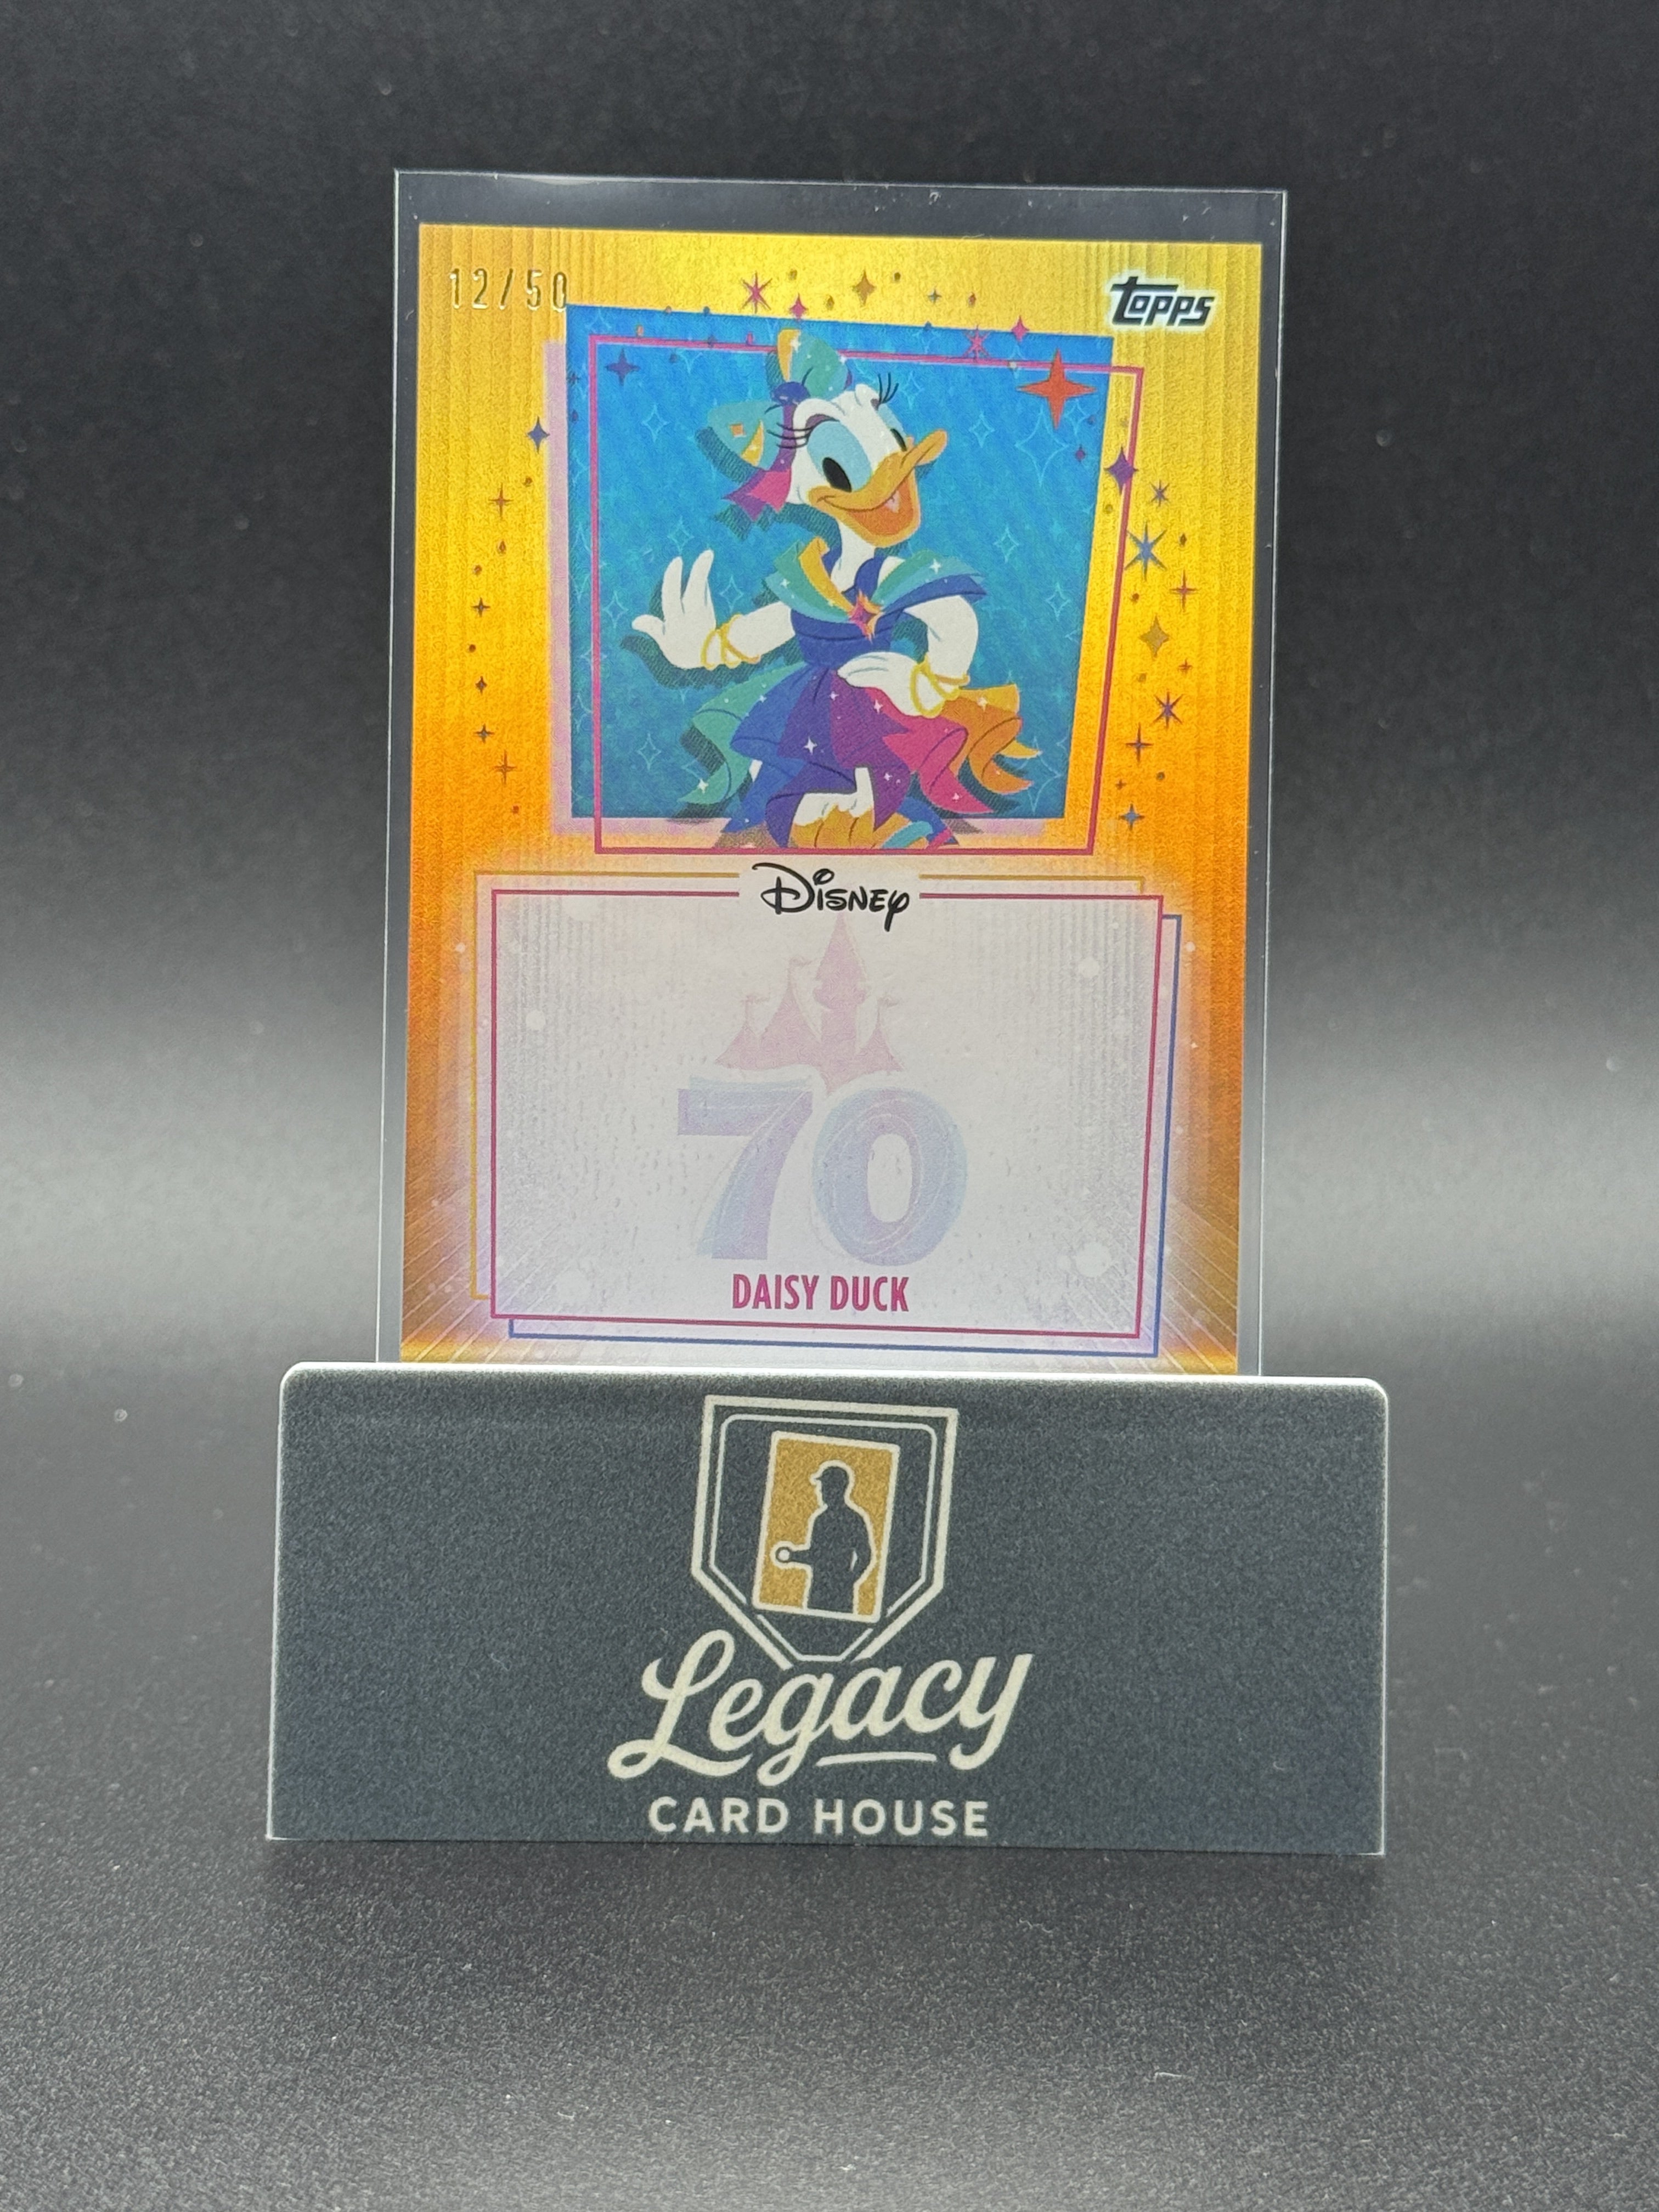 12/50
topps
Disney
70
DAISY DUCK
Legacy
CARD HOUSE